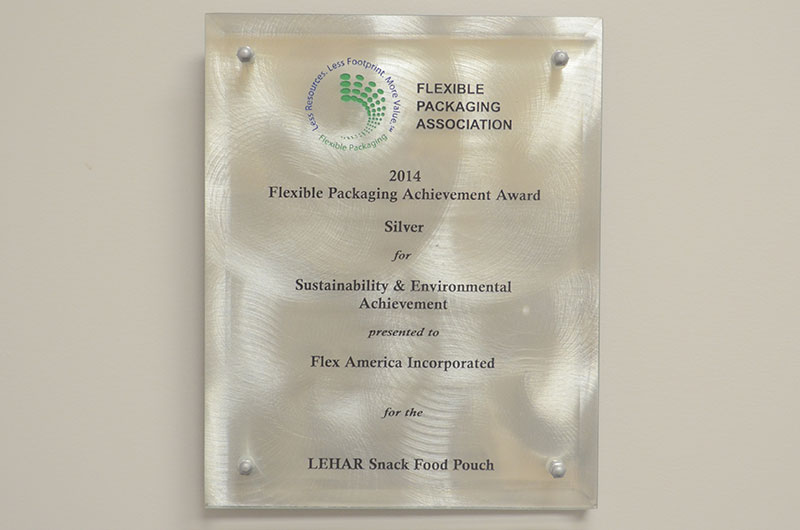 Less Resources. Less Footprint. More Value.℠
Flexible Packaging
FLEXIBLE
PACKAGING
ASSOCIATION
2014
Flexible Packaging Achievement Award
Silver
for
Sustainability & Environmental
Achievement
presented to
Flex America Incorporated
for the
LEHAR Snack Food Pouch